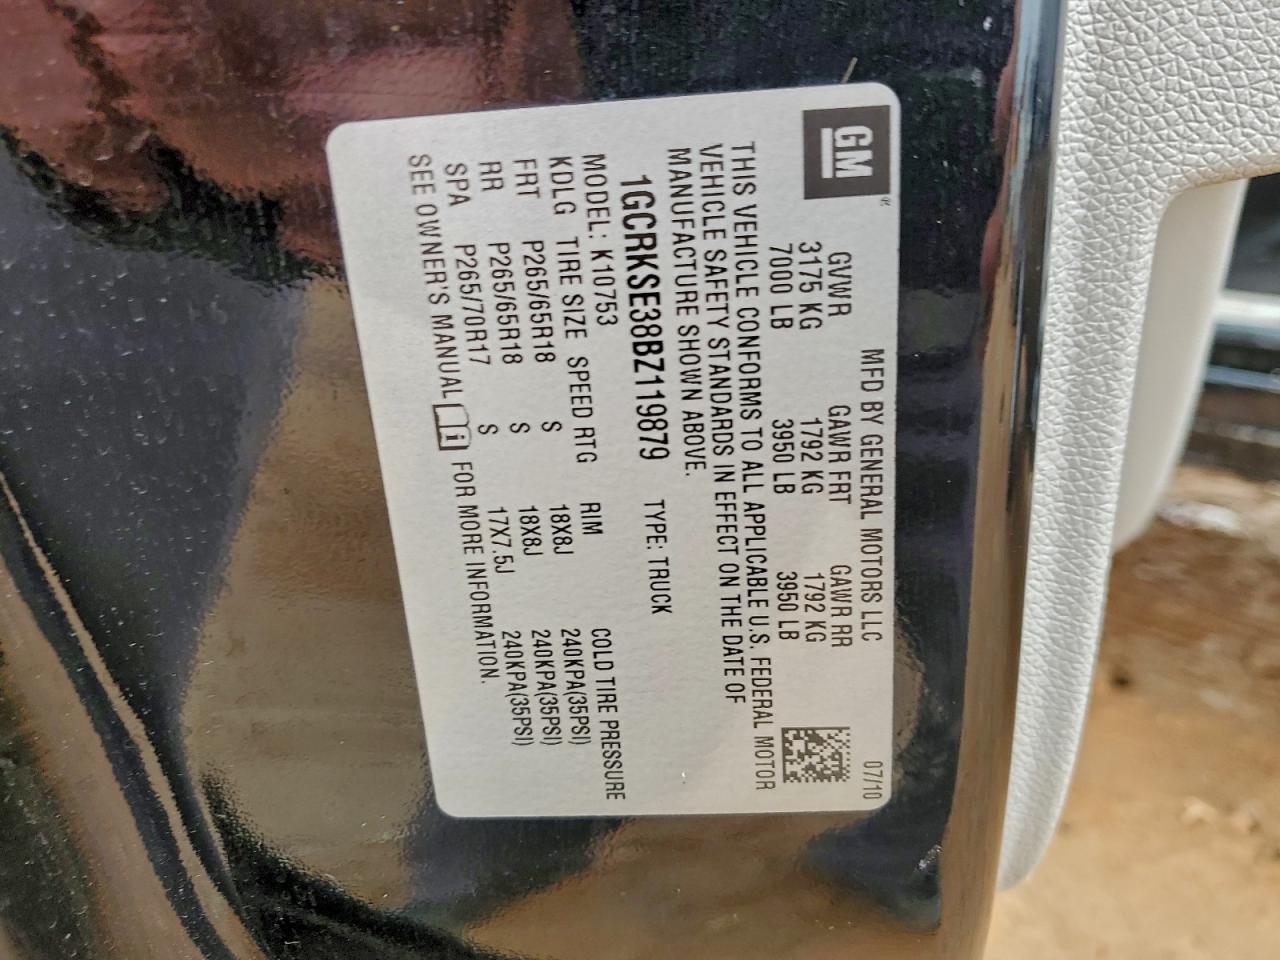 GM®
MFD BY GENERAL MOTORS LLC 07/10
GVWR GAWR FRT GAWR RR
3175 KG 1792 KG 1792 KG
7000 LB 3950 LB 3950 LB
THIS VEHICLE CONFORMS TO ALL APPLICABLE U.S. FEDERAL MOTOR
VEHICLE SAFETY STANDARDS IN EFFECT ON THE DATE OF
MANUFACTURE SHOWN ABOVE.
1GCRKSE38BZ119879 TYPE: TRUCK
MODEL: K10753
KDLG TIRE SIZE SPEED RTG RIM COLD TIRE PRESSURE
FRT P265/65R18 S 18X8J 240KPA(35PSI)
RR P265/65R18 S 18X8J 240KPA(35PSI)
SPA P265/70R17 S 17X7.5J 240KPA(35PSI)
SEE OWNER'S MANUAL i FOR MORE INFORMATION.